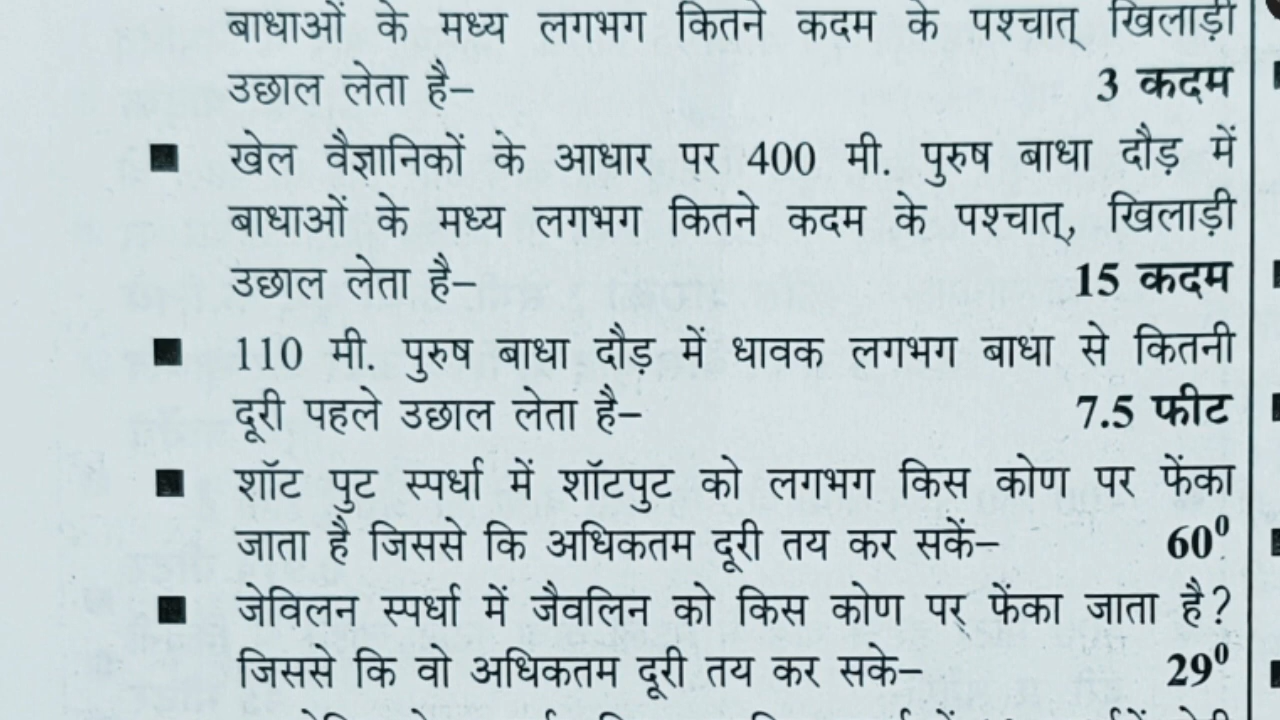 बाधाओं के मध्य लगभग कितने कदम के पश्चात् खिलाड़ी
उछाल लेता है– 3 कदम
■ खेल वैज्ञानिकों के आधार पर 400 मी. पुरुष बाधा दौड़ में
बाधाओं के मध्य लगभग कितने कदम के पश्चात्, खिलाड़ी
उछाल लेता है– 15 कदम
■ 110 मी. पुरुष बाधा दौड़ में धावक लगभग बाधा से कितनी
दूरी पहले उछाल लेता है– 7.5 फीट
■ शॉट पुट स्पर्धा में शॉटपुट को लगभग किस कोण पर फेंका
जाता है जिससे कि अधिकतम दूरी तय कर सकें– 60⁰
■ जेविलन स्पर्धा में जैवलिन को किस कोण पर फेंका जाता है?
जिससे कि वो अधिकतम दूरी तय कर सके– 29⁰